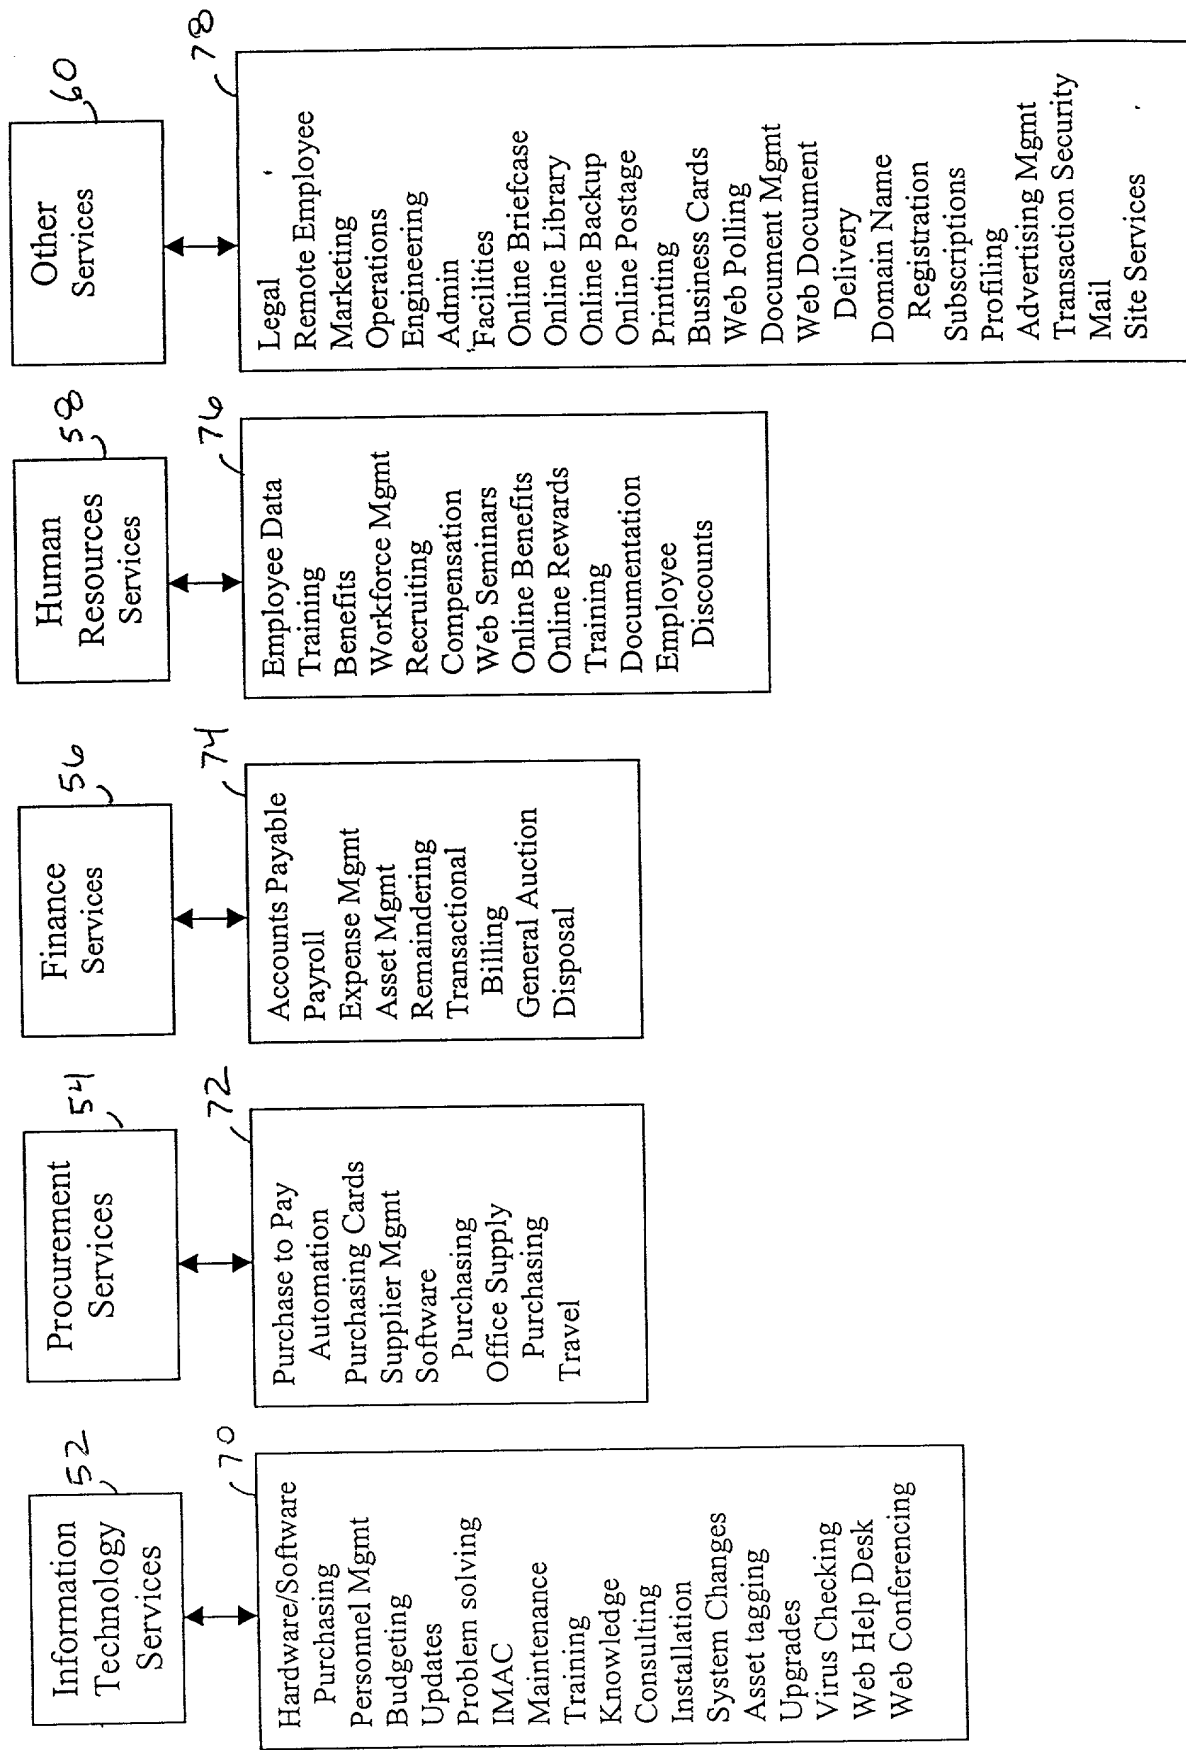 Information
Technology
Services
52
70
Hardware/Software
Purchasing
Personnel Mgmt
Budgeting
Updates
Problem solving
IMAC
Maintenance
Training
Knowledge
Consulting
Installation
System Changes
Asset tagging
Upgrades
Virus Checking
Web Help Desk
Web Conferencing
Procurement
Services
54
72
Purchase to Pay
Automation
Purchasing Cards
Supplier Mgmt
Software
Purchasing
Office Supply
Purchasing
Travel
Finance
Services
56
74
Accounts Payable
Payroll
Expense Mgmt
Asset Mgmt
Remaindering
Transactional
Billing
General Auction
Disposal
Human
Resources
Services
58
76
Employee Data
Training
Benefits
Workforce Mgmt
Recruiting
Compensation
Web Seminars
Online Benefits
Online Rewards
Training
Documentation
Employee
Discounts
Other
Services
60
78
Legal
Remote Employee
Marketing
Operations
Engineering
Admin
Facilities
Online Briefcase
Online Library
Online Backup
Online Postage
Printing
Business Cards
Web Polling
Document Mgmt
Web Document
Delivery
Domain Name
Registration
Subscriptions
Profiling
Advertising Mgmt
Transaction Security
Mail
Site Services